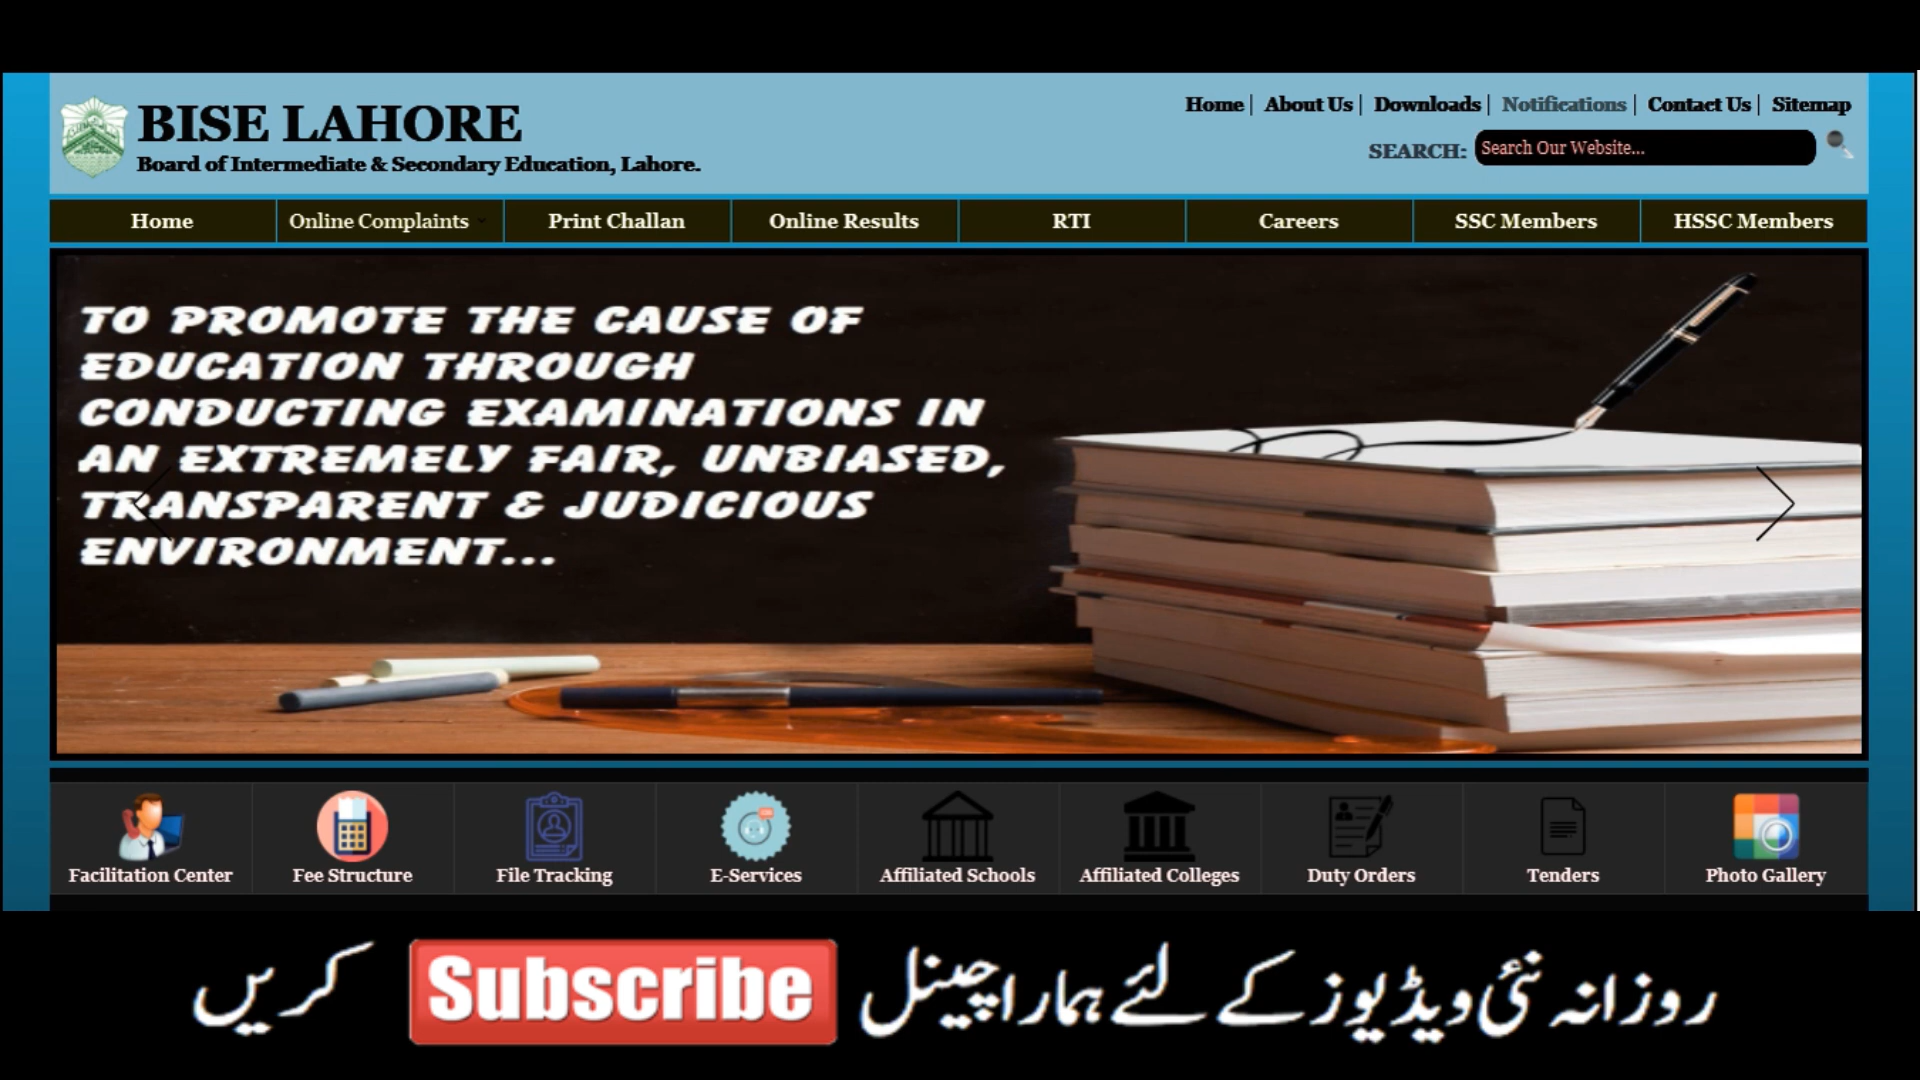 BISE LAHORE
Board of Intermediate & Secondary Education, Lahore.
Home | About Us | Downloads | Notifications | Contact Us | Sitemap
SEARCH: Search Our Website...
Home Online Complaints Print Challan Online Results RTI Careers SSC Members HSSC Members
TO PROMOTE THE CAUSE OF
EDUCATION THROUGH
CONDUCTING EXAMINATIONS IN
AN EXTREMELY FAIR, UNBIASED,
TRANSPARENT & JUDICIOUS
ENVIRONMENT...
Facilitation Center Fee Structure File Tracking E-Services Affiliated Schools Affiliated Colleges Duty Orders Tenders Photo Gallery
روزانہ نئی ویڈیوز کے لئے ہمارا چینل Subscribe کریں